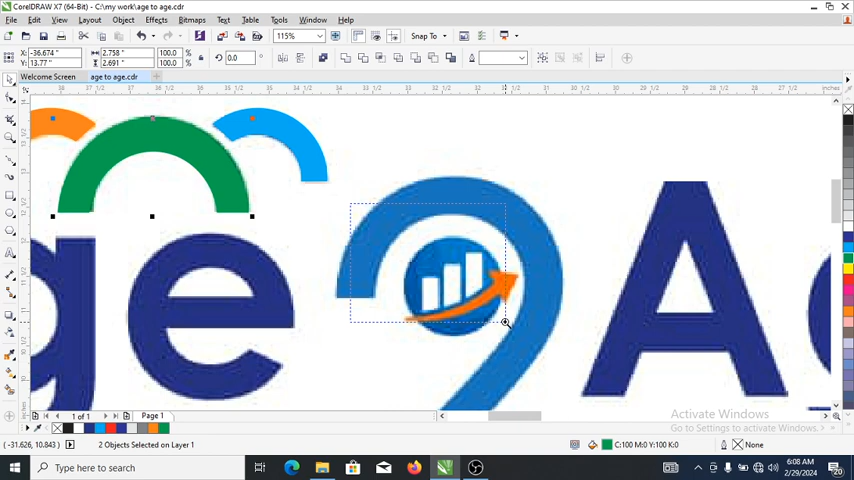 CorelDRAW X7 (64-Bit) - C:\my work\age to age.cdr
File Edit View Layout Object Effects Bitmaps Text Table Tools Window Help
115% Snap To
X: -36.674 " 2.758 " 100.0 % 0.0
Y: 13.77 " 2.691 " 100.0 %
Welcome Screen age to age.cdr
inches
ge 9 A
Activate Windows
Go to Settings to activate Windows.
1 of 1 Page 1
( -31.626, 10.843 ) 2 Objects Selected on Layer 1 C:100 M:0 Y:100 K:0 None
Type here to search
6:08 AM
2/29/2024
20